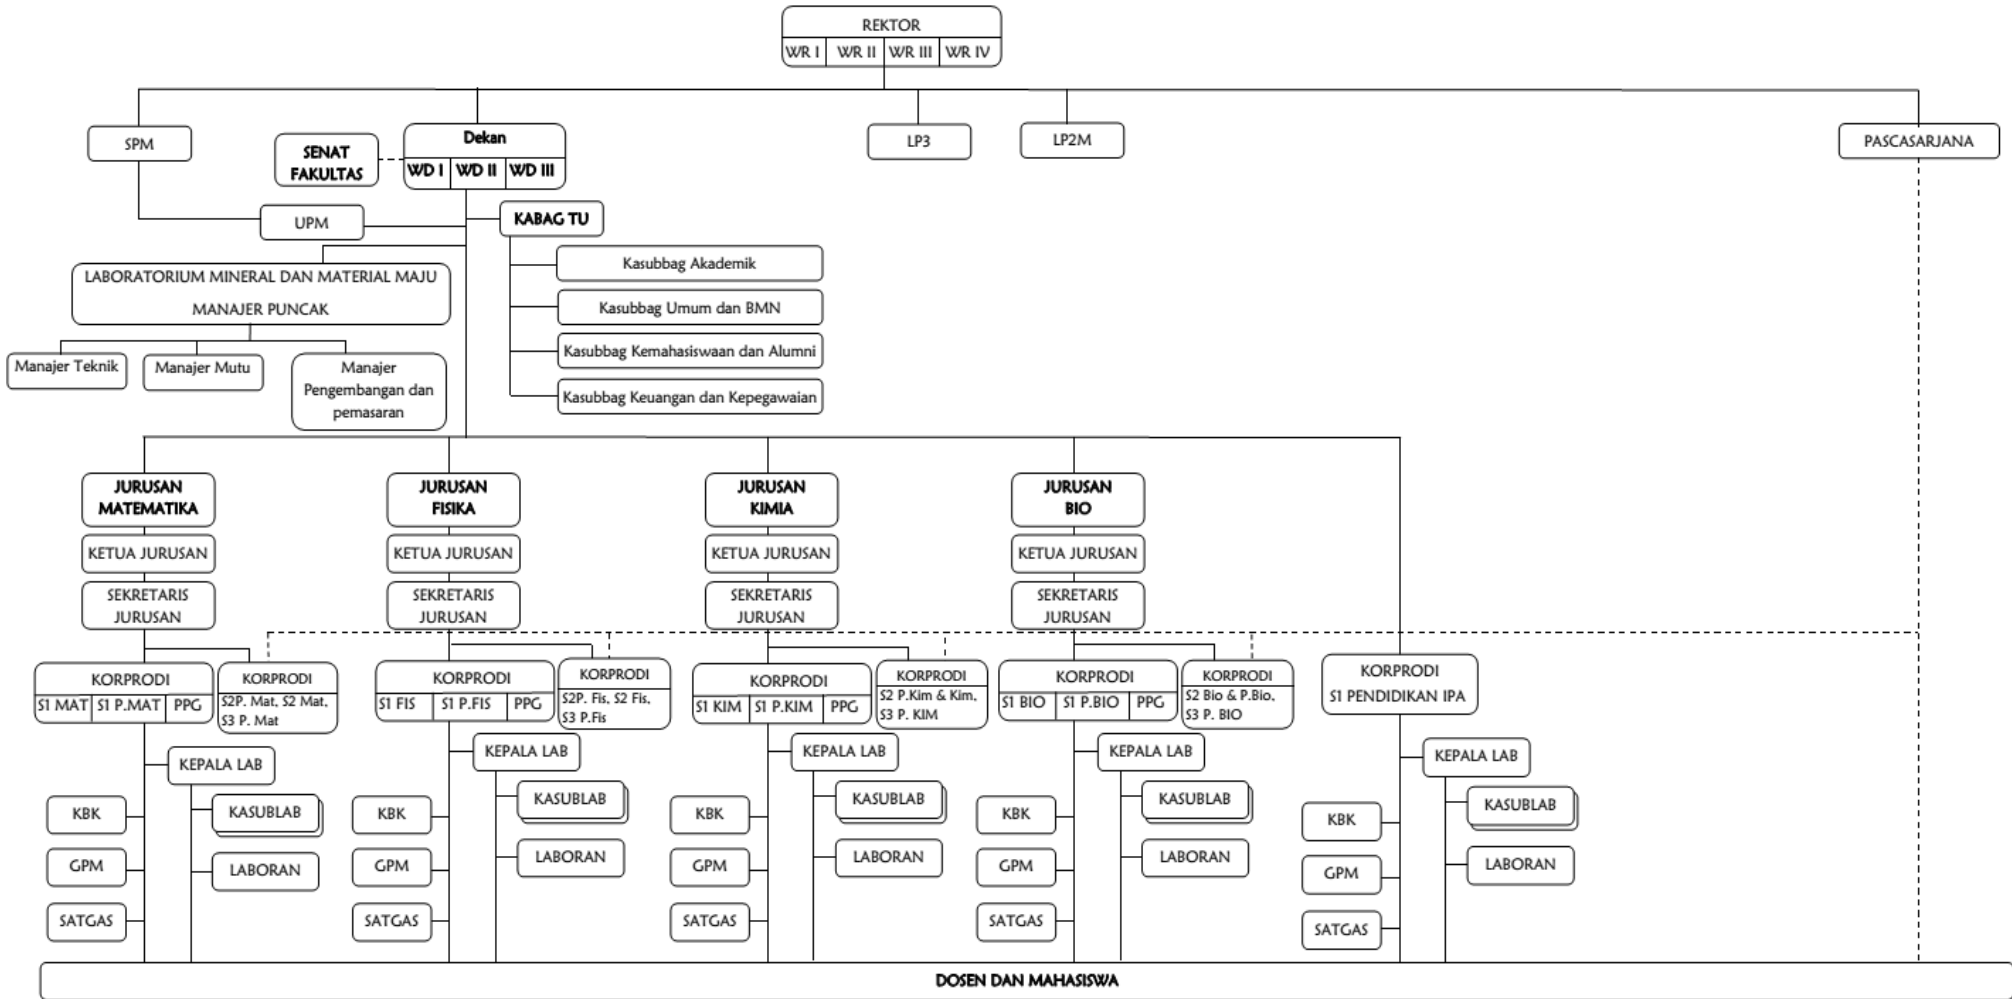 REKTOR
WR I WR II WR III WR IV
SPM
SENAT
FAKULTAS
Dekan
WD I WD II WD III
LP3
LP2M
PASCASARJANA
UPM
KABAG TU
Kasubbag Akademik
Kasubbag Umum dan BMN
Kasubbag Kemahasiswaan dan Alumni
Kasubbag Keuangan dan Kepegawaian
LABORATORIUM MINERAL DAN MATERIAL MAJU
MANAJER PUNCAK
Manajer Teknik
Manajer Mutu
Manajer
Pengembangan dan
pemasaran
JURUSAN
MATEMATIKA
KETUA JURUSAN
SEKRETARIS
JURUSAN
KORPRODI
S1 MAT S1 P.MAT PPG
KORPRODI
S2P. Mat, S2 Mat,
S3 P. Mat
KEPALA LAB
KASUBLAB
LABORAN
KBK
GPM
SATGAS
JURUSAN
FISIKA
KETUA JURUSAN
SEKRETARIS
JURUSAN
KORPRODI
S1 FIS S1 P.FIS PPG
KORPRODI
S2P. Fis, S2 Fis,
S3 P.Fis
KEPALA LAB
KASUBLAB
LABORAN
KBK
GPM
SATGAS
JURUSAN
KIMIA
KETUA JURUSAN
SEKRETARIS
JURUSAN
KORPRODI
S1 KIM S1 P.KIM PPG
KORPRODI
S2 P.Kim & Kim,
S3 P. KIM
KEPALA LAB
KASUBLAB
LABORAN
KBK
GPM
SATGAS
JURUSAN
BIO
KETUA JURUSAN
SEKRETARIS
JURUSAN
KORPRODI
S1 BIO S1 P.BIO PPG
KORPRODI
S2 Bio & P.Bio,
S3 P. BIO
KEPALA LAB
KASUBLAB
LABORAN
KBK
GPM
SATGAS
KORPRODI
S1 PENDIDIKAN IPA
KEPALA LAB
KASUBLAB
LABORAN
KBK
GPM
SATGAS
DOSEN DAN MAHASISWA